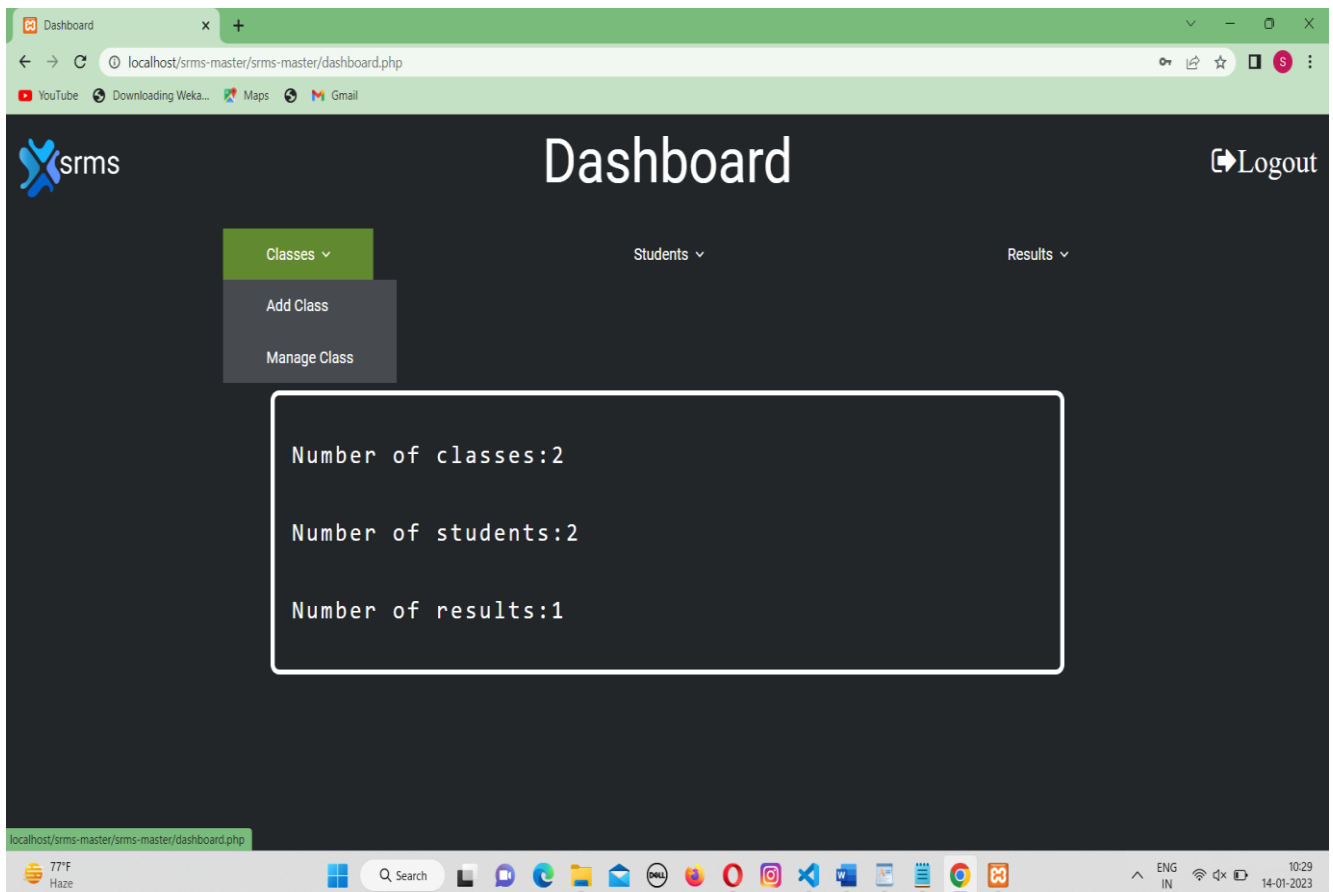 Dashboard
localhost/srms-master/srms-master/dashboard.php
S
YouTube Downloading Weka... Maps Gmail
srms Dashboard Logout
Classes Students Results
Add Class
Manage Class
Number of classes:2
Number of students:2
Number of results:1
localhost/srms-master/srms-master/dashboard.php
77°F
Haze
Search
DELL
ENG
IN
10:29
14-01-2023